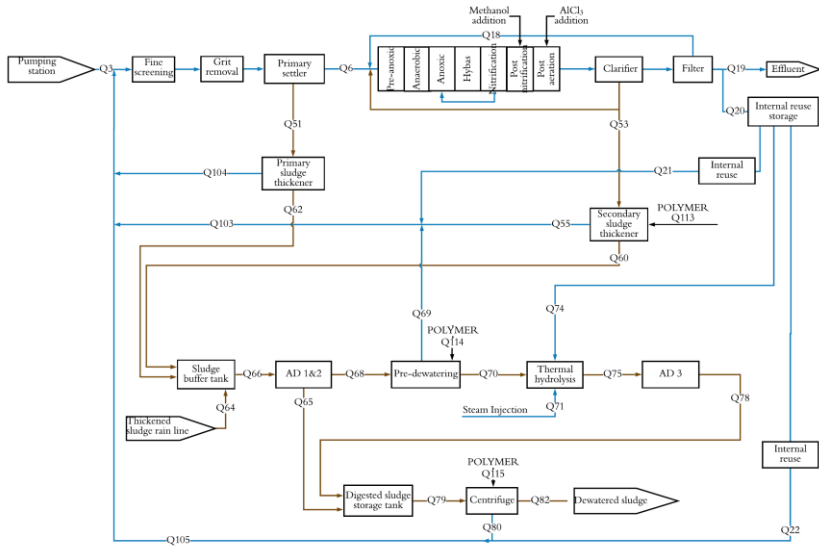 Methanol
addition
AlCl₃
addition
Q18
Pumping
station
Q3
Fine
screening
Grit
removal
Primary
settler
Q6
Pre-anoxic
Anaerobic
Anoxic
Hybas
Nitrification
Post
nitrification
Post
aeration
Clarifier
Filter
Q19
Effluent
Q20
Internal reuse
storage
Q51
Q53
Q104
Primary
sludge
thickener
Q21
Internal
reuse
Q62
Q103
Q55
Secondary
sludge
thickener
POLYMER
Q113
Q60
Q69
Q74
POLYMER
Q114
Sludge
buffer tank
Q66
AD 1&2
Q68
Pre-dewatering
Q70
Thermal
hydrolysis
Q75
AD 3
Q64
Q65
Q78
Steam Injection
Q71
Thickened
sludge rain line
Internal
reuse
POLYMER
Q115
Digested sludge
storage tank
Q79
Centrifuge
Q82
Dewatered sludge
Q80
Q22
Q105